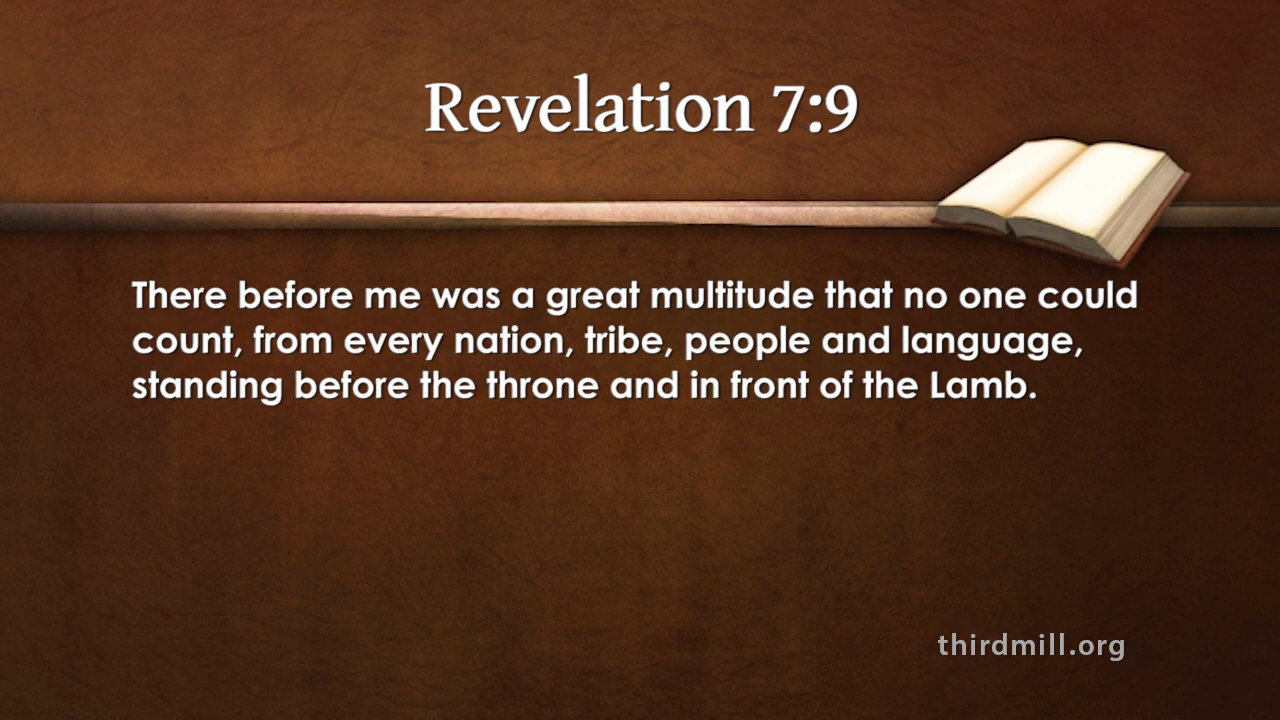 Revelation 7:9
There before me was a great multitude that no one could
count, from every nation, tribe, people and language,
standing before the throne and in front of the Lamb.
thirdmill.org